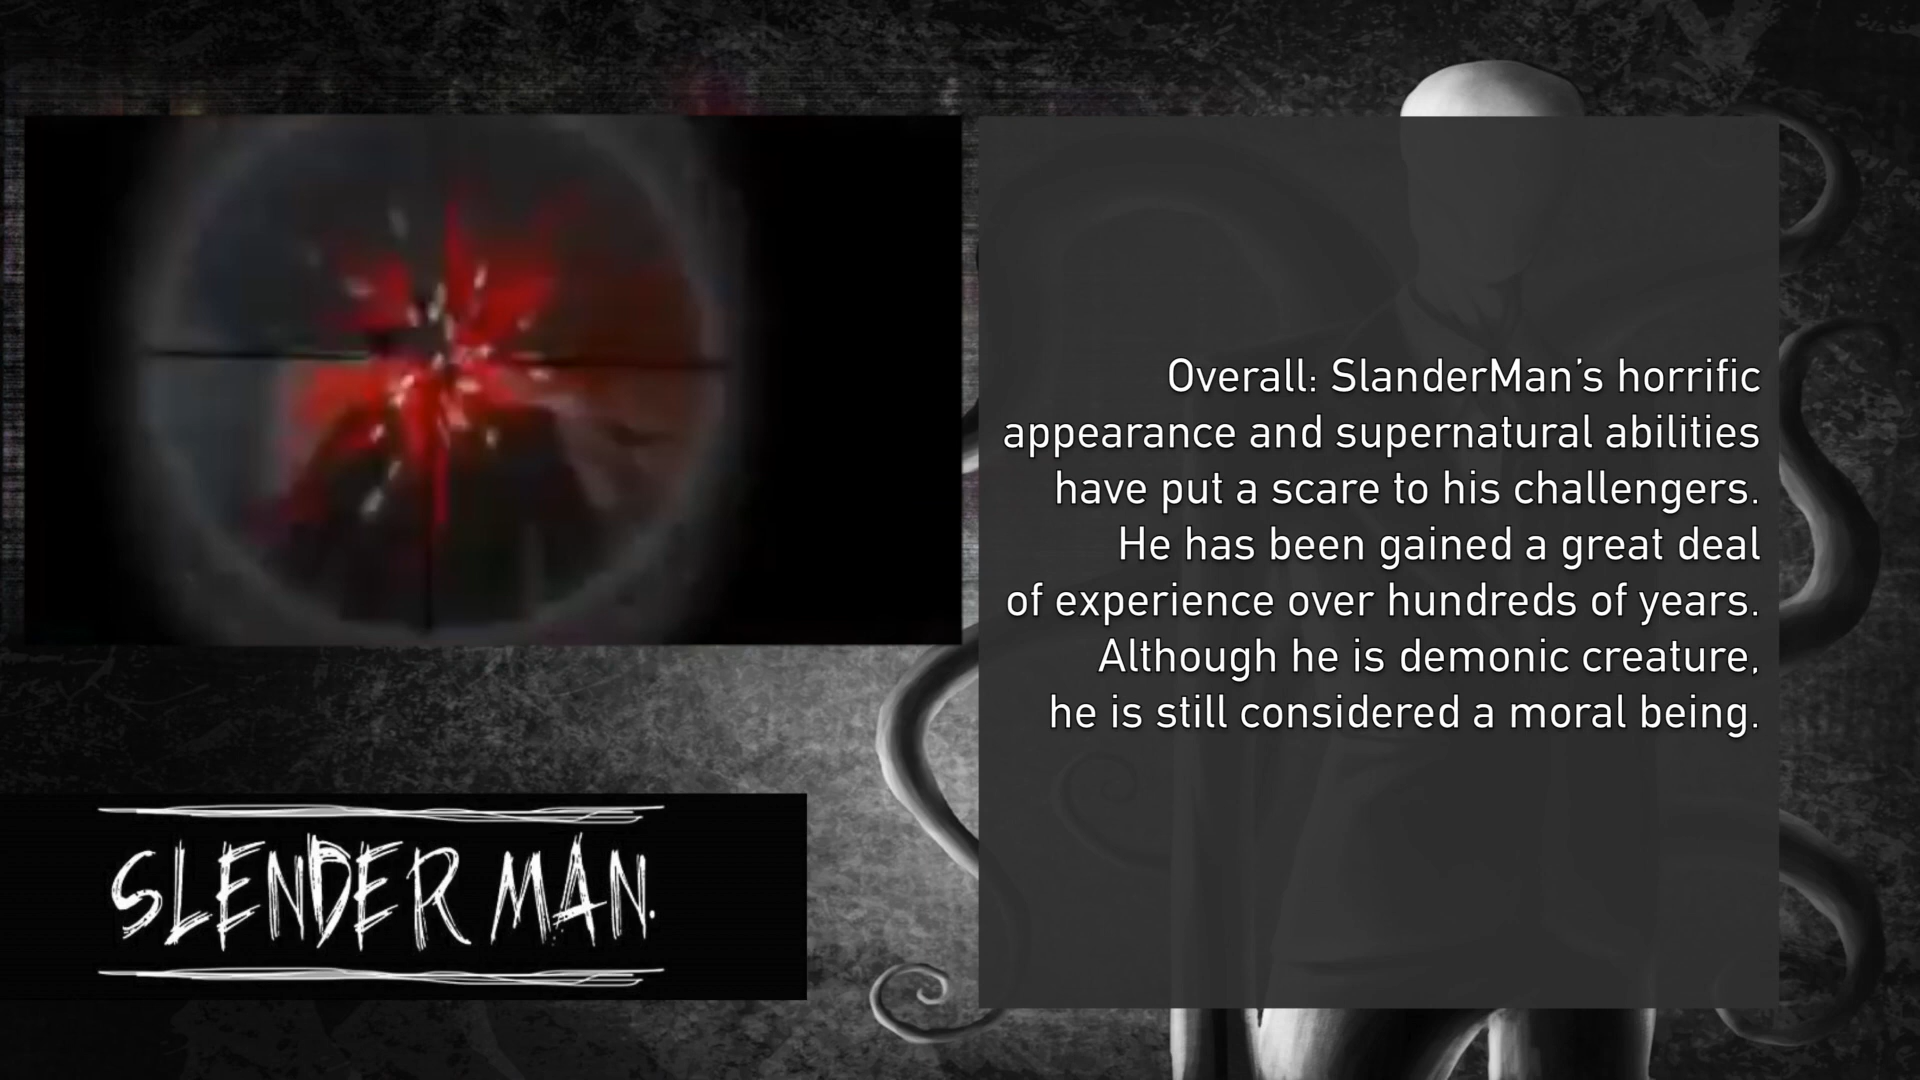 Overall: SlanderMan’s horrific
appearance and supernatural abilities
have put a scare to his challengers.
He has been gained a great deal
of experience over hundreds of years.
Although he is demonic creature,
he is still considered a moral being.
SLENDER MAN.